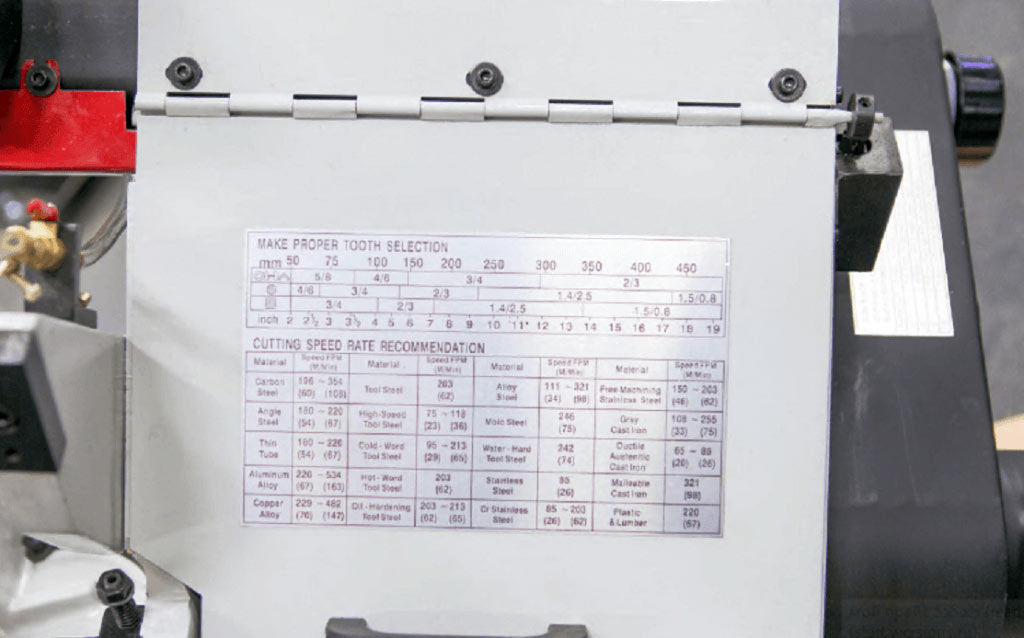 MAKE PROPER TOOTH SELECTION
mm 50 75 100 150 200 250 300 350 400 450
5/8 4/6 3/4 2/3
4/6 3/4 2/3 1.4/2.5 1.5/0.8
3/4 2/3 1.4/2.5 1.5/0.8
inch 2 2½ 3 3½ 4 5 6 7 8 9 10 11 12 13 14 15 16 17 18 19
CUTTING SPEED RATE RECOMMENDATION
Material Speed FPM (M/Min) Material Speed FPM (M/Min) Material Speed FPM (M/Min) Material Speed FPM (M/Min)
Carbon Steel 196 ~ 354 (60) (108) Tool Steel 203 (62) Alloy Steel 111 ~ 321 (34) (98) Free Machining Stainless Steel 150 ~ 203 (46) (62)
Angle Steel 180 ~ 220 (54) (67) High-Speed Tool Steel 75 ~ 118 (23) (36) Mold Steel 246 (75) Gray Cast Iron 108 ~ 255 (33) (75)
Thin Tube 180 ~ 220 (54) (67) Cold-Word Tool Steel 95 ~ 213 (29) (65) Water-Hard Tool Steel 242 (74) Ductile Austenitic Cast Iron 65 ~ 85 (20) (26)
Aluminum Alloy 220 ~ 534 (67) (163) Hot-Word Tool Steel 203 (62) Stainless Steel 85 (26) Malleable Cast Iron 321 (98)
Copper Alloy 229 ~ 482 (70) (147) Oil-Hardening Tool Steel 203 ~ 213 (62) (65) Cr Stainless Steel 85 ~ 203 (26) (62) Plastic & Lumber 220 (67)